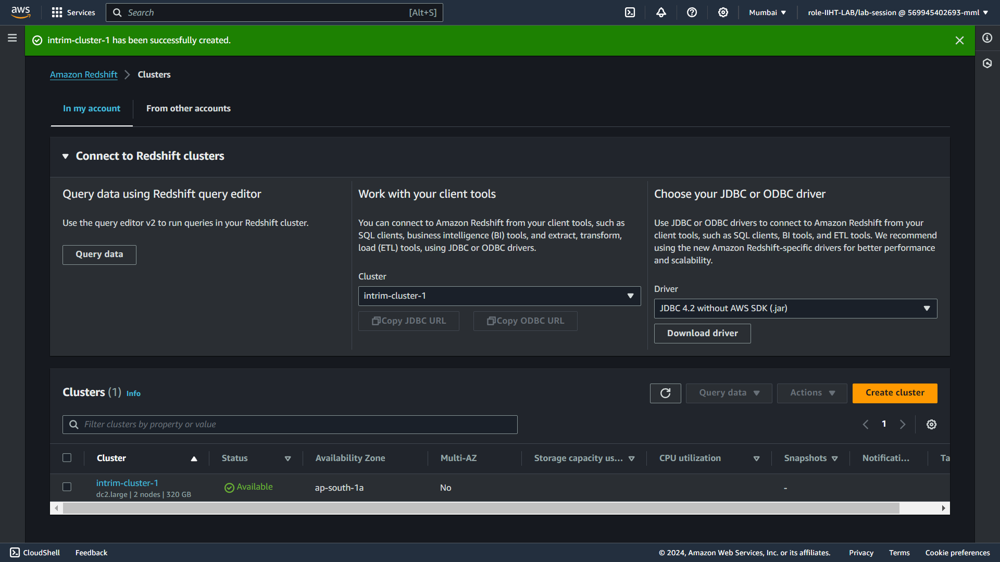 aws
Services
Search
[Alt+S]
Mumbai
role-IIHT-LAB/lab-session @ 569945402693-mml
intrim-cluster-1 has been successfully created.
Amazon Redshift
Clusters
In my account
From other accounts
Connect to Redshift clusters
Query data using Redshift query editor
Use the query editor v2 to run queries in your Redshift cluster.
Query data
Work with your client tools
You can connect to Amazon Redshift from your client tools, such as
SQL clients, business intelligence (BI) tools, and extract, transform,
load (ETL) tools, using JDBC or ODBC drivers.
Cluster
intrim-cluster-1
Copy JDBC URL
Copy ODBC URL
Choose your JDBC or ODBC driver
Use JDBC or ODBC drivers to connect to Amazon Redshift from your
client tools, such as SQL clients, BI tools, and ETL tools. We recommend
using the new Amazon Redshift-specific drivers for better performance
and scalability.
Driver
JDBC 4.2 without AWS SDK (.jar)
Download driver
Clusters (1) Info
Query data
Actions
Create cluster
Filter clusters by property or value
1
Cluster
Status
Availability Zone
Multi-AZ
Storage capacity us...
CPU utilization
Snapshots
Notificati...
Ta
intrim-cluster-1
dc2.large | 2 nodes | 320 GB
Available
ap-south-1a
No
-
CloudShell
Feedback
© 2024, Amazon Web Services, Inc. or its affiliates.
Privacy
Terms
Cookie preferences